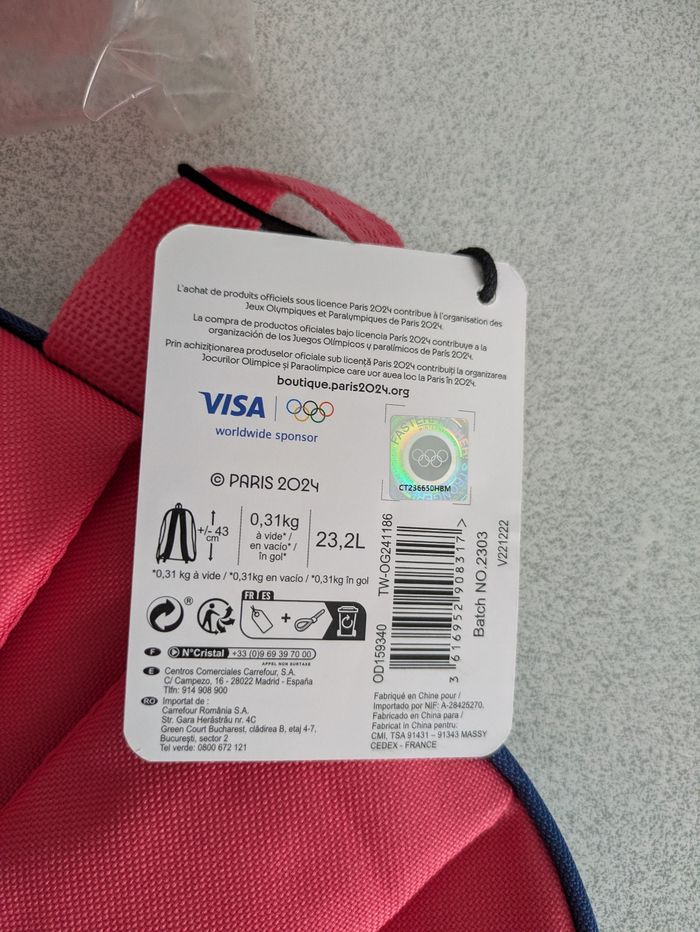 L'achat de produits officiels sous licence Paris 2024 contribue à l'organisation des
Jeux Olympiques et Paralympiques de Paris 2024.
La compra de productos oficiales bajo licencia Paris 2024 contribuye a la
organización de los Juegos Olímpicos y paralímpicos de Paris 2024.
Prin achiziționarea produselor oficiale sub licență Paris 2024 contribuiți la organizarea
Jocurilor Olimpice și Paraolimpice care vor avea loc la Paris în 2024.
boutique.paris2024.org
VISA
worldwide sponsor
CT236650HBM
© PARIS 2024
+/- 43
cm
0,31kg
à vide* /
en vacío* /
în gol*
23,2L
*0,31 kg à vide / *0,31kg en vacío / *0,31kg în gol
FR ES
F N°Cristal +33 (0)9 69 39 70 00
APPEL NON SURTAXÉ
E Centros Comerciales Carrefour, S.A.
C/ Campezo, 16 - 28022 Madrid - España
Tlfn: 914 908 900
RO Importat de :
Carrefour România S.A.
Str. Gara Herăstrău nr. 4C
Green Court Bucharest, clădirea B, etaj 4-7,
București, sector 2
Tel verde: 0800 672 121
OD159340
TW-OG241186
3 616952 908317 >
Batch NO.2303
V221222
Fabriqué en Chine pour /
Importado por NIF: A-28425270.
Fabricado en China para /
Fabricat in China pentru:
CMI, TSA 91431 – 91343 MASSY
CEDEX - FRANCE